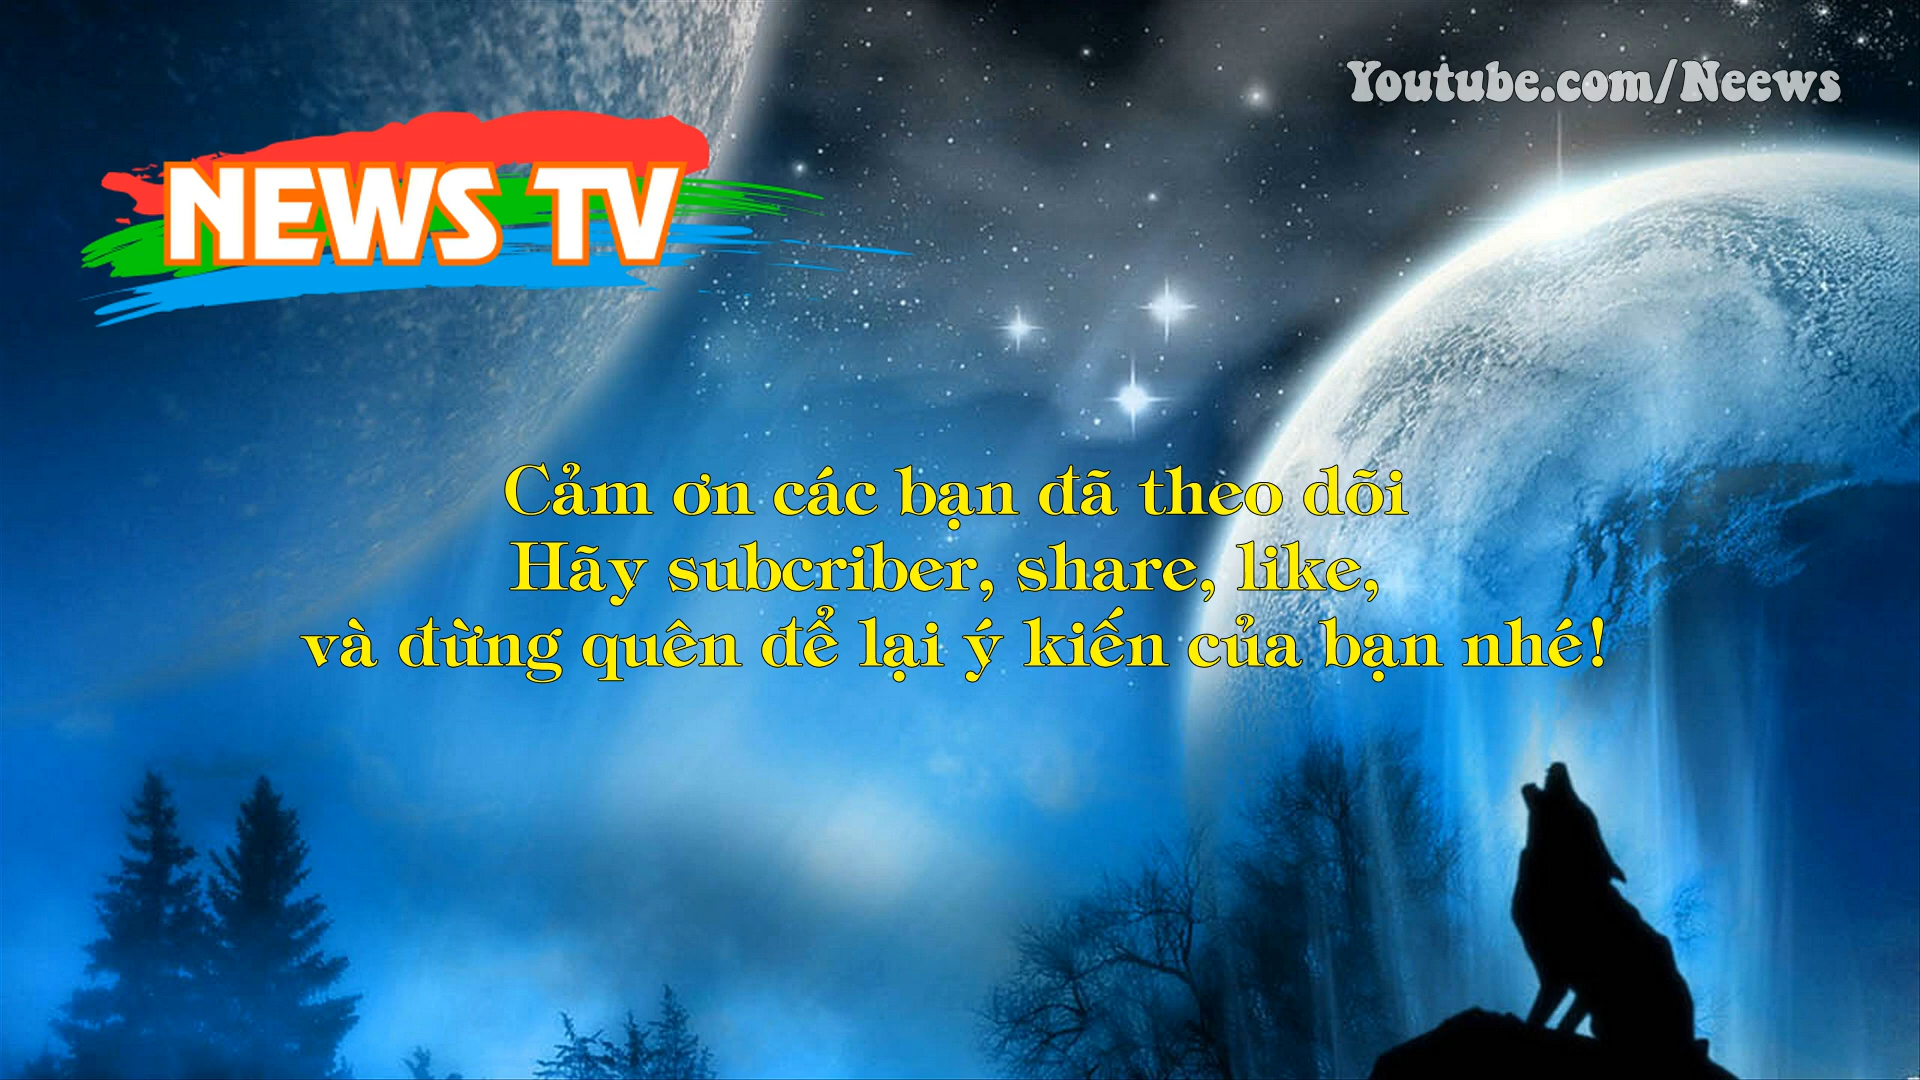 Youtube.com/Neews
NEWS TV
Cảm ơn các bạn đã theo dõi
Hãy subcriber, share, like,
và đừng quên để lại ý kiến của bạn nhé!